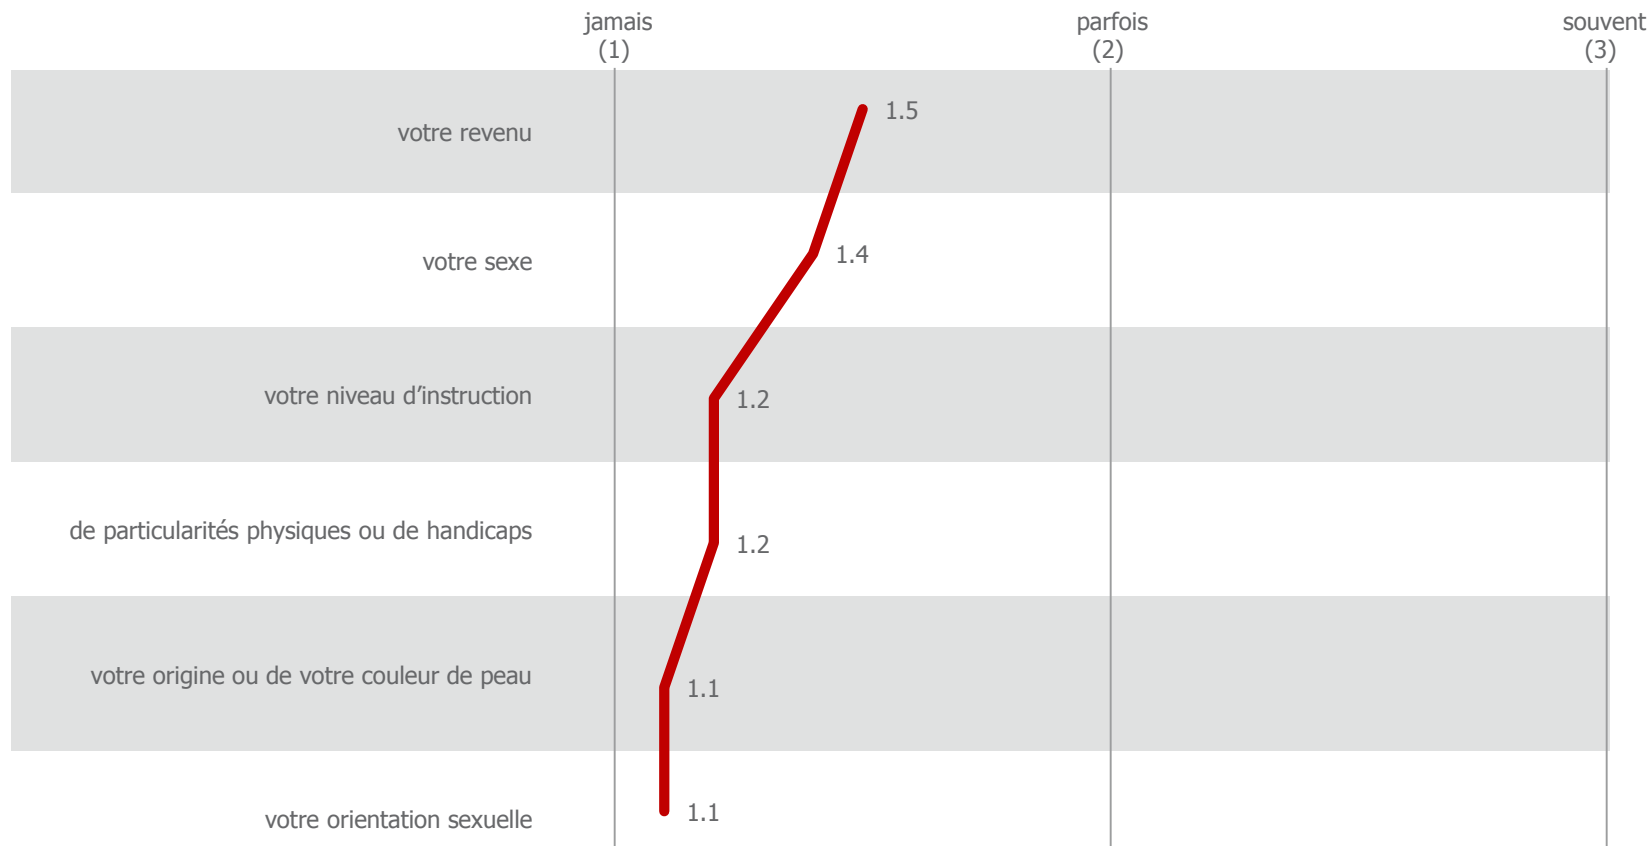 jamais
(1)
parfois
(2)
souvent
(3)
votre revenu
1.5
votre sexe
1.4
votre niveau d’instruction
1.2
de particularités physiques ou de handicaps
1.2
votre origine ou de votre couleur de peau
1.1
votre orientation sexuelle
1.1